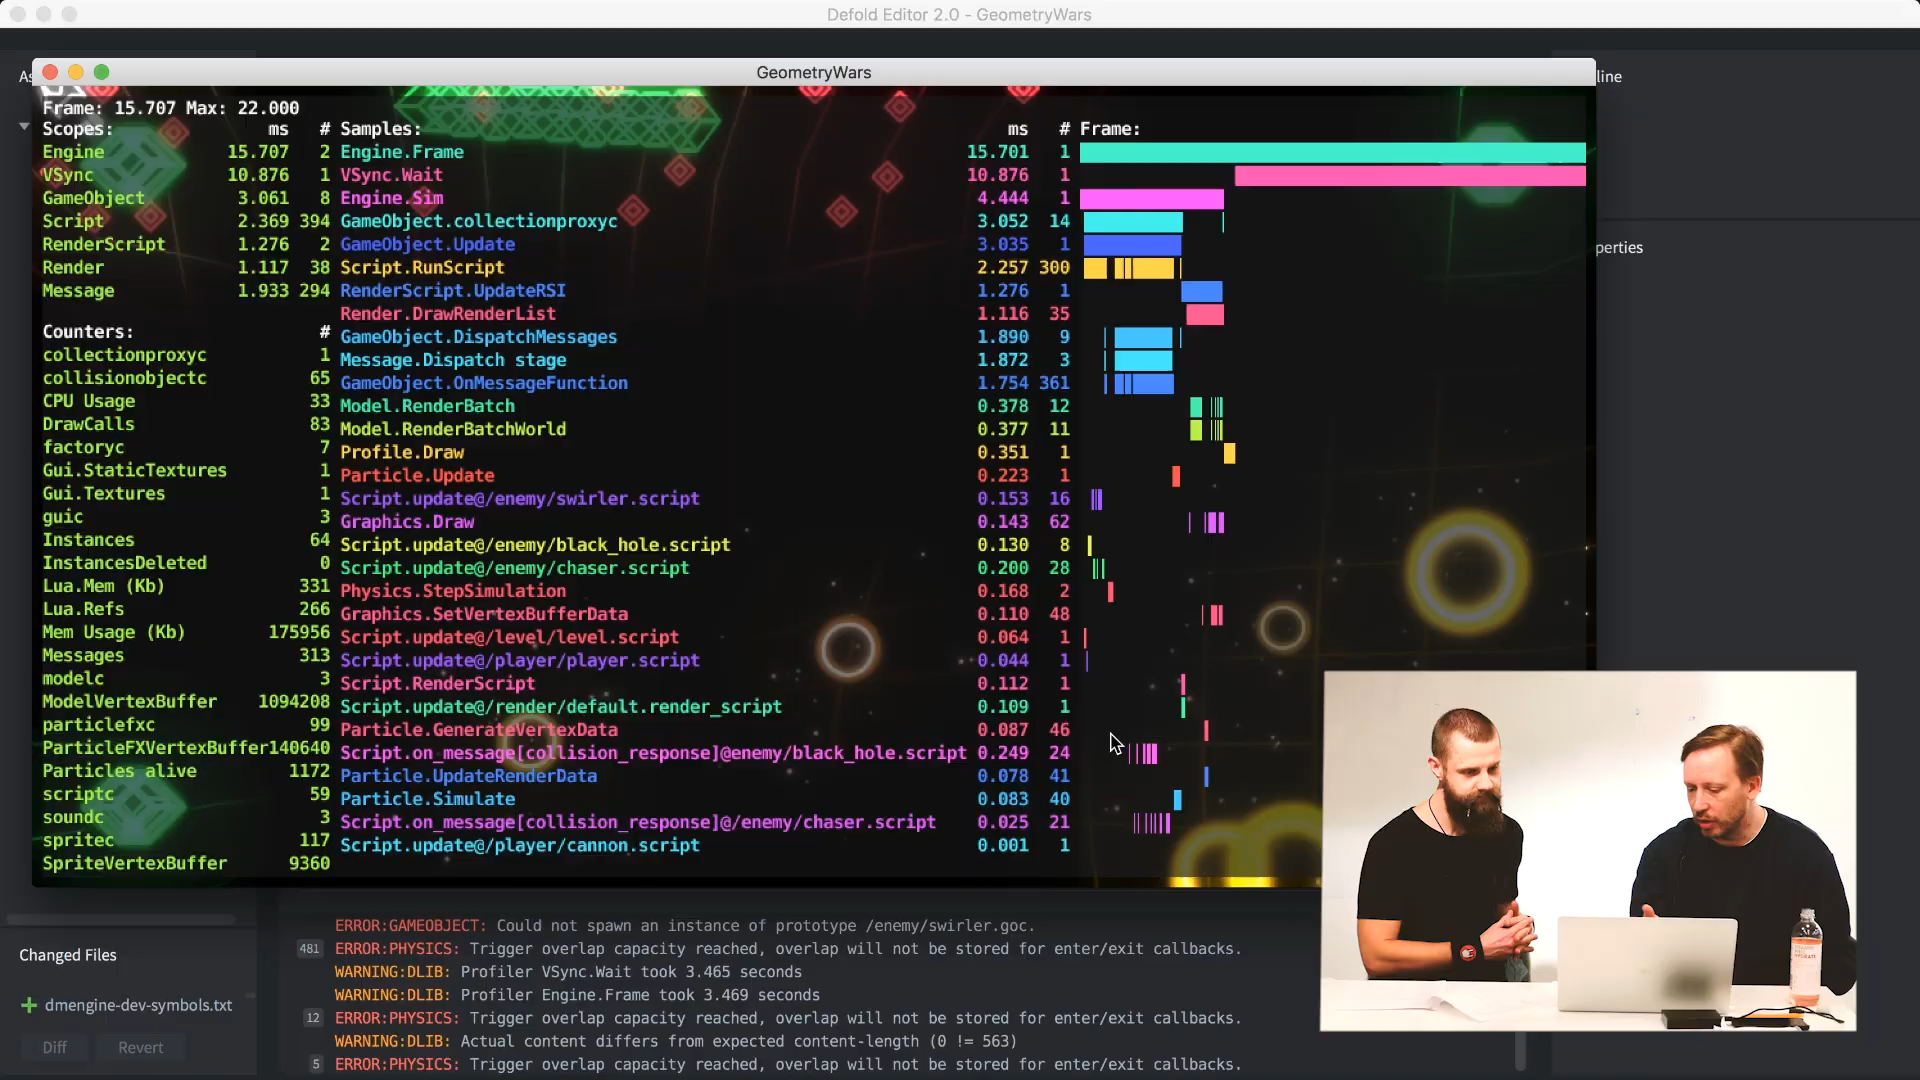 Defold Editor 2.0 - GeometryWars
As
line
GeometryWars
Frame: 15.707 Max: 22.000
Scopes: ms #
Engine 15.707 2
VSync 10.876 1
GameObject 3.061 8
Script 2.369 394
RenderScript 1.276 2
Render 1.117 38
Message 1.933 294
Counters: #
collectionproxyc 1
collisionobjectc 65
CPU Usage 33
DrawCalls 83
factoryc 7
Gui.StaticTextures 1
Gui.Textures 1
guic 3
Instances 64
InstancesDeleted 0
Lua.Mem (Kb) 331
Lua.Refs 266
Mem Usage (Kb) 175956
Messages 313
modelc 3
ModelVertexBuffer 1094208
particlefxc 99
ParticleFXVertexBuffer140640
Particles alive 1172
scriptc 59
soundc 3
spritec 117
SpriteVertexBuffer 9360
Samples: ms # Frame:
Engine.Frame 15.701 1
VSync.Wait 10.876 1
Engine.Sim 4.444 1
GameObject.collectionproxyc 3.052 14
GameObject.Update 3.035 1
Script.RunScript 2.257 300
RenderScript.UpdateRSI 1.276 1
Render.DrawRenderList 1.116 35
GameObject.DispatchMessages 1.890 9
Message.Dispatch stage 1.872 3
GameObject.OnMessageFunction 1.754 361
Model.RenderBatch 0.378 12
Model.RenderBatchWorld 0.377 11
Profile.Draw 0.351 1
Particle.Update 0.223 1
Script.update@/enemy/swirler.script 0.153 16
Graphics.Draw 0.143 62
Script.update@/enemy/black_hole.script 0.130 8
Script.update@/enemy/chaser.script 0.200 28
Physics.StepSimulation 0.168 2
Graphics.SetVertexBufferData 0.110 48
Script.update@/level/level.script 0.064 1
Script.update@/player/player.script 0.044 1
Script.RenderScript 0.112 1
Script.update@/render/default.render_script 0.109 1
Particle.GenerateVertexData 0.087 46
Script.on_message[collision_response]@enemy/black_hole.script 0.249 24
Particle.UpdateRenderData 0.078 41
Particle.Simulate 0.083 40
Script.on_message[collision_response]@/enemy/chaser.script 0.025 21
Script.update@/player/cannon.script 0.001 1
perties
Changed Files
dmengine-dev-symbols.txt
Diff Revert
ERROR:GAMEOBJECT: Could not spawn an instance of prototype /enemy/swirler.goc.
481 ERROR:PHYSICS: Trigger overlap capacity reached, overlap will not be stored for enter/exit callbacks.
WARNING:DLIB: Profiler VSync.Wait took 3.465 seconds
WARNING:DLIB: Profiler Engine.Frame took 3.469 seconds
12 ERROR:PHYSICS: Trigger overlap capacity reached, overlap will not be stored for enter/exit callbacks.
WARNING:DLIB: Actual content differs from expected content-length (0 != 563)
5 ERROR:PHYSICS: Trigger overlap capacity reached, overlap will not be stored for enter/exit callbacks.